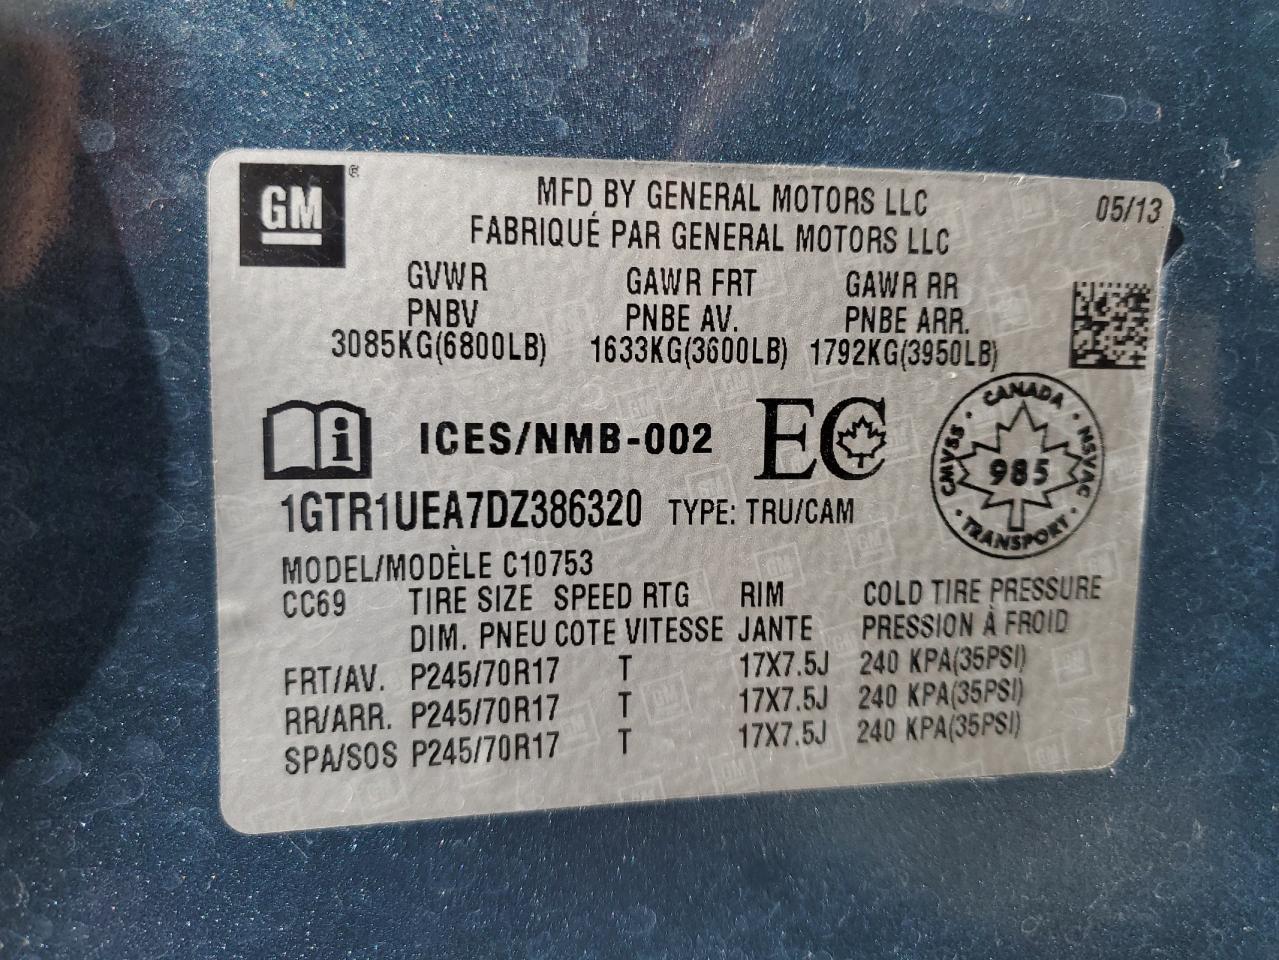 GM®
MFD BY GENERAL MOTORS LLC
05/13
FABRIQUÉ PAR GENERAL MOTORS LLC
GVWR GAWR FRT GAWR RR
PNBV PNBE AV. PNBE ARR.
3085KG(6800LB) 1633KG(3600LB) 1792KG(3950LB)
i ICES/NMB-002 EC
CANADA
CMVSS · NSVAC
985
TRANSPORT
1GTR1UEA7DZ386320 TYPE: TRU/CAM
MODEL/MODÈLE C10753
CC69 TIRE SIZE SPEED RTG RIM COLD TIRE PRESSURE
DIM. PNEU COTE VITESSE JANTE PRESSION À FROID
FRT/AV. P245/70R17 T 17X7.5J 240 KPA(35PSI)
RR/ARR. P245/70R17 T 17X7.5J 240 KPA(35PSI)
SPA/SOS P245/70R17 T 17X7.5J 240 KPA(35PSI)